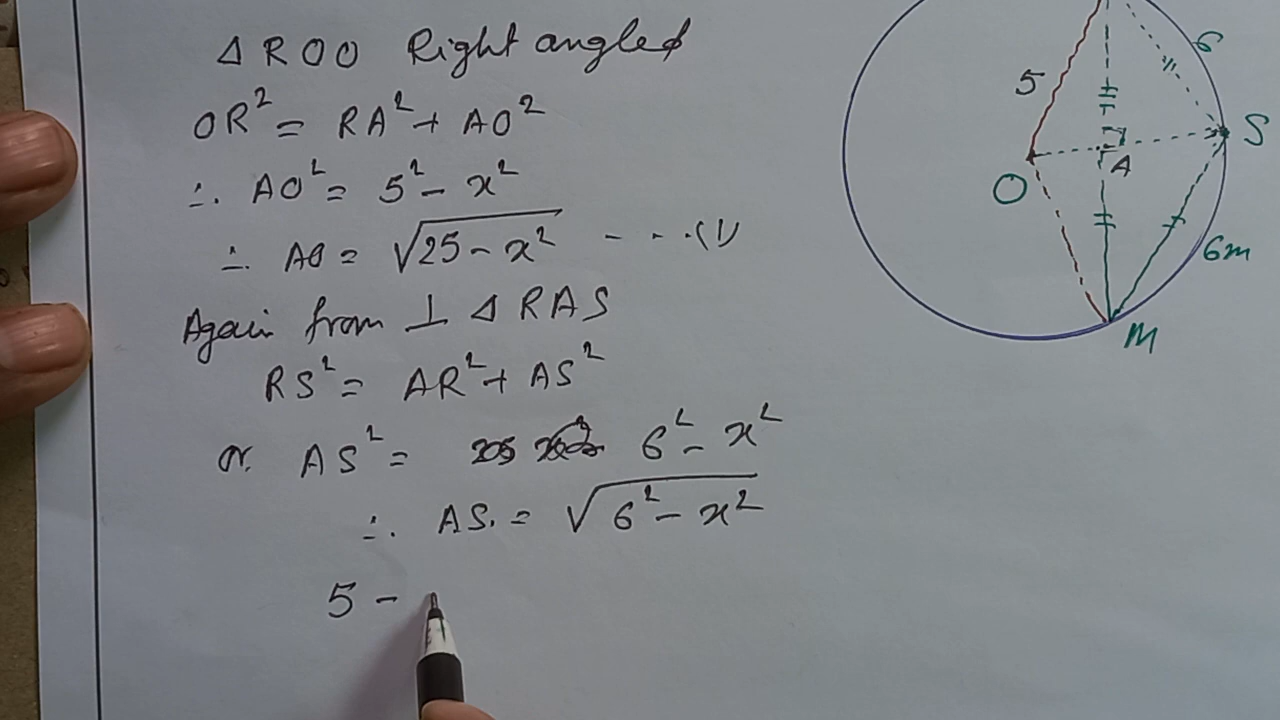 Δ ROO Right angled
OR² = RA² + AO²
∴ AO² = 5² - x²
∴ AO = √25 - x² - - - -(1)
Again from ⊥ Δ RAS
RS² = AR² + AS²
or. AS² = 6² - x²
∴ AS. = √6² - x²
5 -
6
5
S
A
O
6m
M